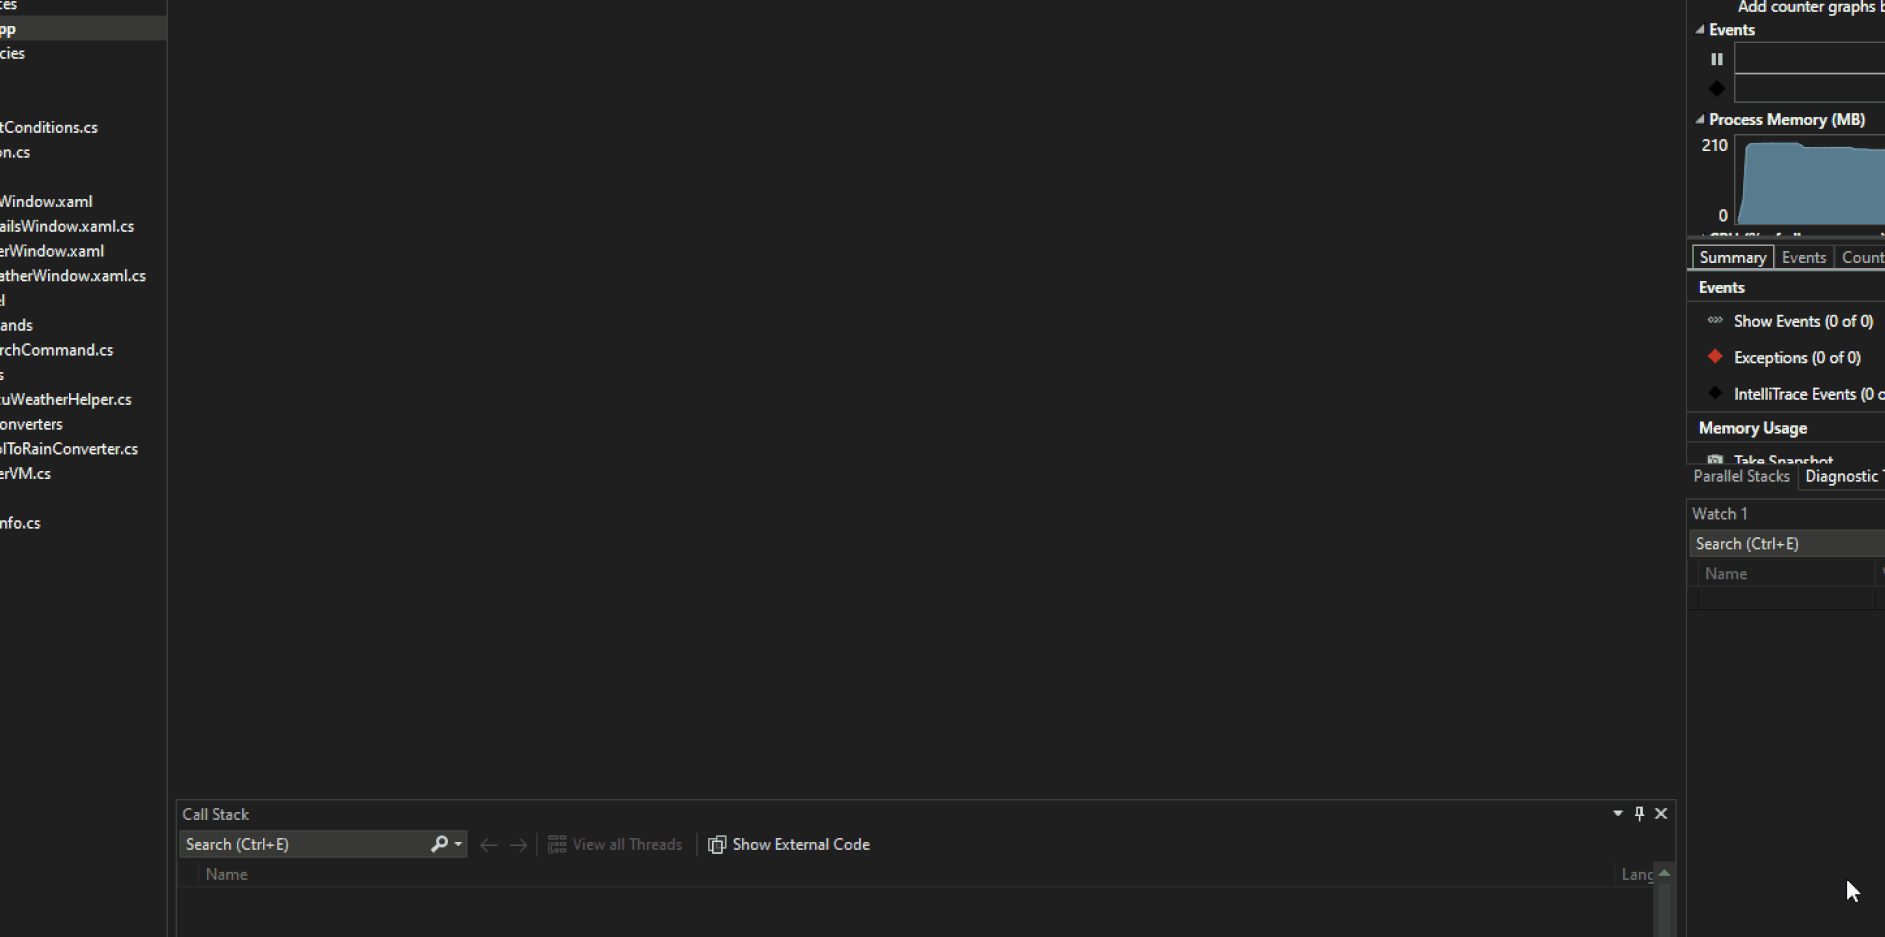 ces
pp
cies
tConditions.cs
on.cs
Window.xaml
ailsWindow.xaml.cs
erWindow.xaml
atherWindow.xaml.cs
el
ands
rchCommand.cs
s
uWeatherHelper.cs
onverters
olToRainConverter.cs
erVM.cs
nfo.cs
Call Stack
Search (Ctrl+E)
View all Threads
Show External Code
Name
Lang
Add counter graphs b
Events
Process Memory (MB)
210
0
Summary
Events
Count
Events
Show Events (0 of 0)
Exceptions (0 of 0)
IntelliTrace Events (0 o
Memory Usage
Take Snapshot
Parallel Stacks
Diagnostic T
Watch 1
Search (Ctrl+E)
Name